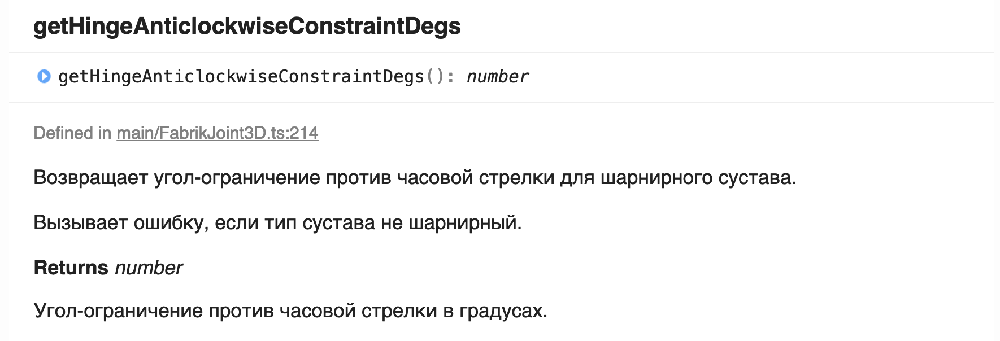 getHingeAnticlockwiseConstraintDegs
getHingeAnticlockwiseConstraintDegs(): number
Defined in main/FabrikJoint3D.ts:214
Возвращает угол-ограничение против часовой стрелки для шарнирного сустава.
Вызывает ошибку, если тип сустава не шарнирный.
Returns number
Угол-ограничение против часовой стрелки в градусах.